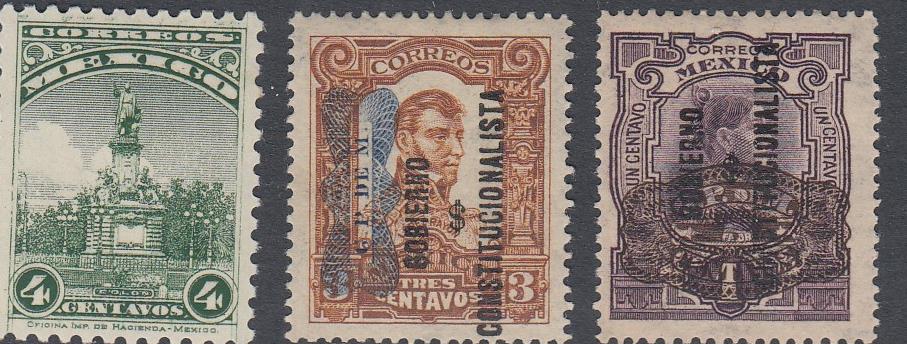 CORREOS
MEXICO
4 COLON 4
CENTAVOS
OFICINA IMP. DE HACIENDA-MEXICO.
CORREOS
G.P. DE M.
GOBIERNO
$
CONSTITUCIONALISTA
TRES 3
CENTAVOS
CORREOS
MEXICO
UN CENTAVO
UN CENTAVO
GOBIERNO
$
CONSTITUCIONALISTA
T